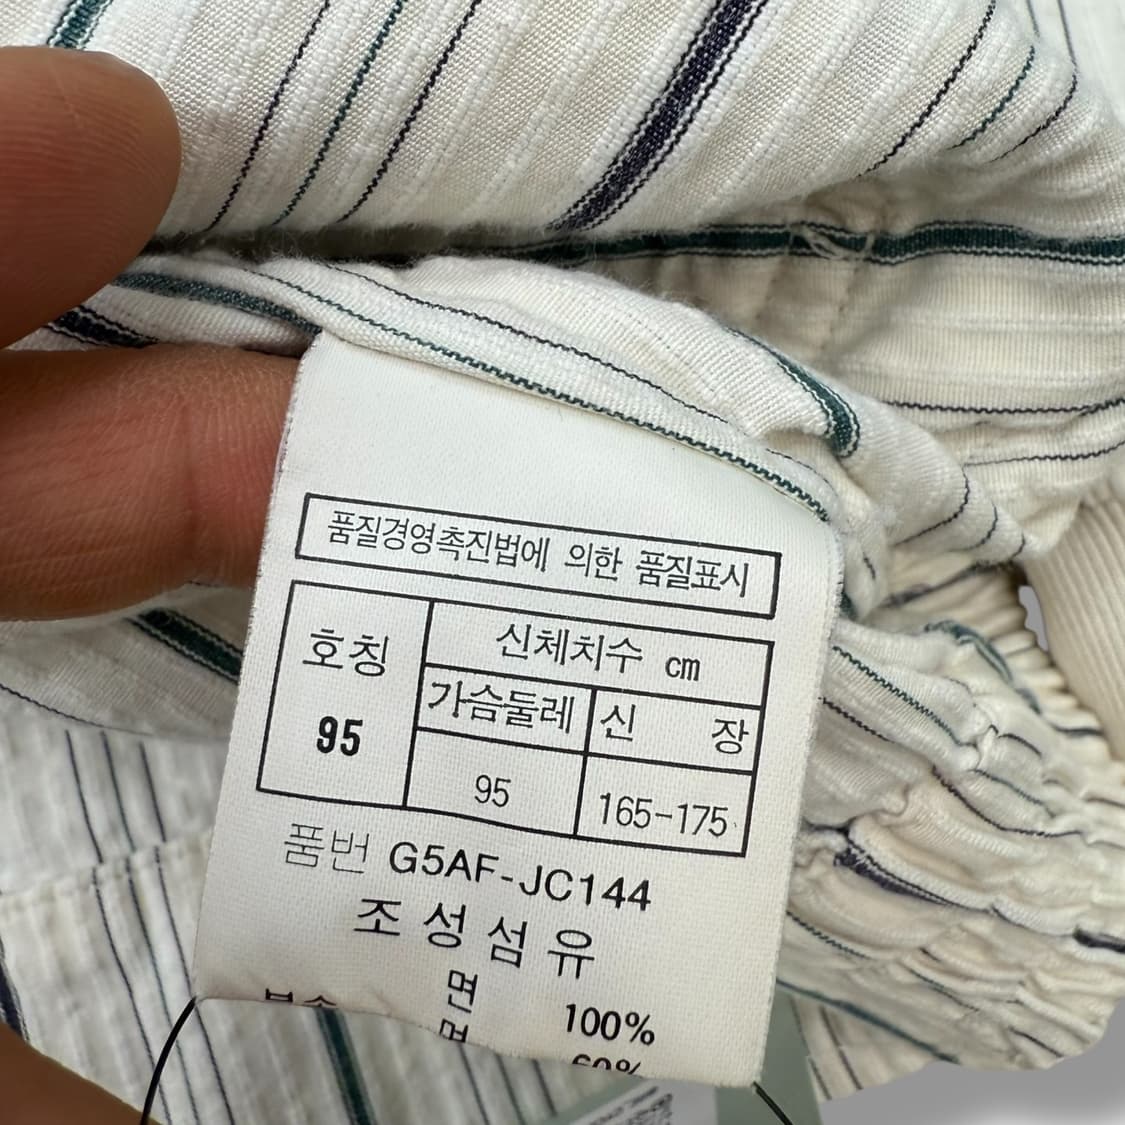 품질경영촉진법에 의한 품질표시
호칭
신체치수 cm
가슴둘레 신 장
95
95 165-175
품번 G5AF-JC144
조성섬유
면 100%
면 60%